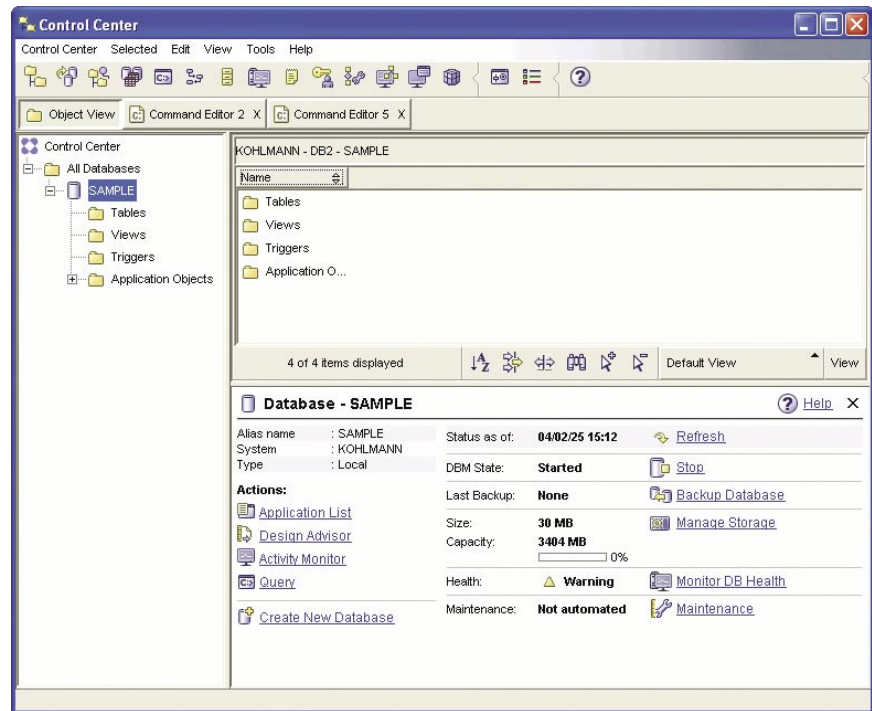 Control Center
Control Center Selected Edit View Tools Help
Object View Command Editor 2 X Command Editor 5 X
Control Center
All Databases
SAMPLE
Tables
Views
Triggers
Application Objects
KOHLMANN - DB2 - SAMPLE
Name
Tables
Views
Triggers
Application O...
4 of 4 items displayed
Default View
View
Database - SAMPLE
Help X
Alias name : SAMPLE
System : KOHLMANN
Type : Local
Actions:
Application List
Design Advisor
Activity Monitor
Query
Create New Database
Status as of: 04/02/25 15:12 Refresh
DBM State: Started Stop
Last Backup: None Backup Database
Size: 30 MB Manage Storage
Capacity: 3404 MB
0%
Health: Warning Monitor DB Health
Maintenance: Not automated Maintenance